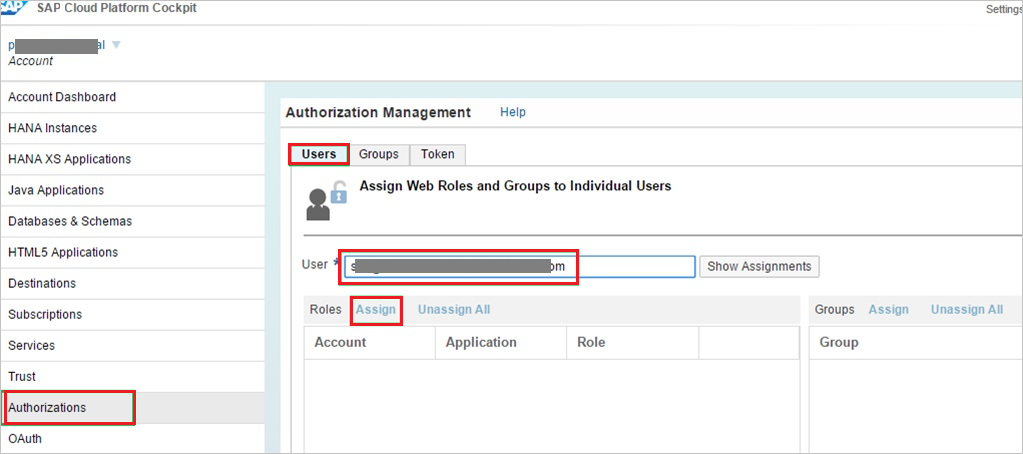 SAP SAP Cloud Platform Cockpit
Settings
p al
Account
Account Dashboard
HANA Instances
HANA XS Applications
Java Applications
Databases & Schemas
HTML5 Applications
Destinations
Subscriptions
Services
Trust
Authorizations
OAuth
Authorization Management Help
Users Groups Token
Assign Web Roles and Groups to Individual Users
User * s om Show Assignments
Roles Assign Unassign All
Account Application Role
Groups Assign Unassign All
Group